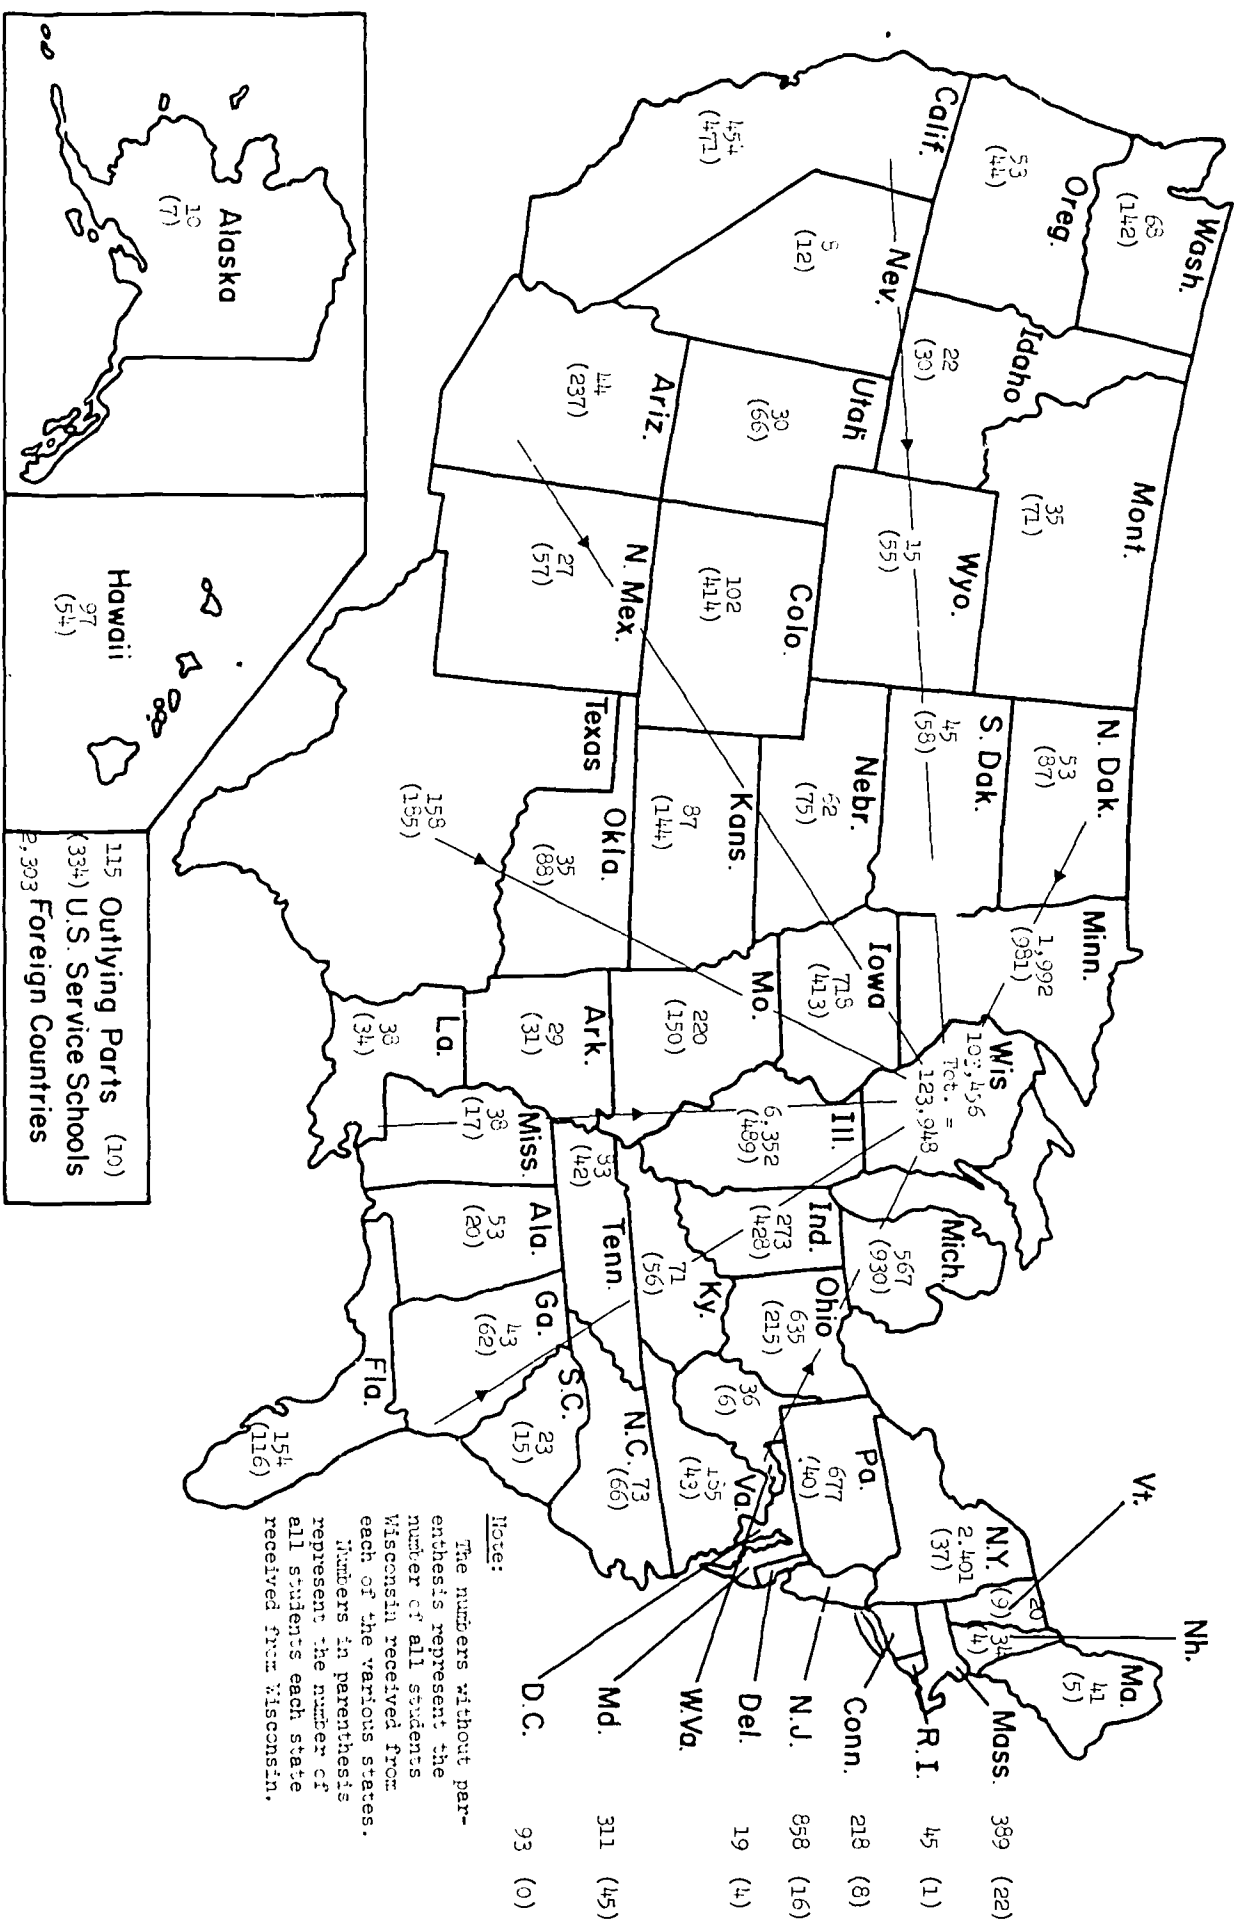 Wash.
68
(142)
Oreg.
53
(44)
Calif.
454
(471)
Nev.
(12)
Idaho
22
(30)
Mont.
35
(71)
Wyo.
15
(55)
Utah
30
(66)
Ariz.
44
(237)
Colo.
102
(414)
N. Mex.
27
(57)
N. Dak.
53
(87)
S. Dak.
45
(58)
Nebr.
62
(75)
Kans.
87
(144)
Okla.
35
(88)
Texas
158
(185)
Minn.
1,992
(981)
Iowa
718
(413)
Mo.
220
(150)
Ark.
29
(31)
La.
38
(34)
Wis
Tot. =
123,948
Ill.
6,352
(489)
Miss.
38
(17)
Mich.
567
(930)
Ind.
273
(428)
Ohio
635
(215)
Ky.
71
(56)
Tenn.
(42)
Ala.
53
(20)
Ga.
43
(62)
Fla.
154
(116)
S.C.
23
(15)
N.C. 73
(66)
Va.
(43)
36
(6)
Pa.
677
(40)
N.Y.
2,401
(37)
Vt.
20
(9)
Nh.
34
(4)
Ma.
41
(5)
Mass. 389 (22)
R. I. 45 (1)
Conn. 218 (8)
N.J. 858 (16)
Del. 19 (4)
W.Va.
Md. 311 (45)
D.C. 93 (0)
Alaska
10
(7)
Hawaii
97
(54)
115 Outlying Parts (10)
(334) U.S. Service Schools
2,303 Foreign Countries
Note:
The numbers without par-
enthesis represent the
number of all students
Wisconsin received from
each of the various states.
Numbers in parenthesis
represent the number of
all students each state
received from Wisconsin.